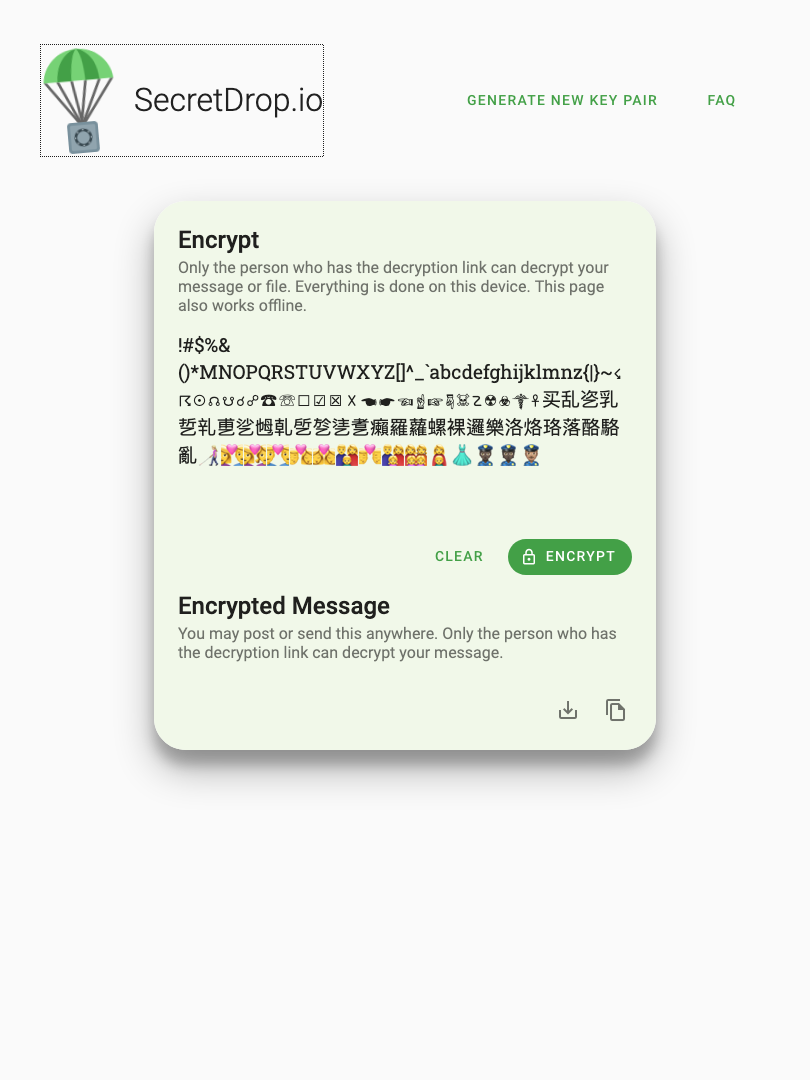 SecretDrop.io
GENERATE NEW KEY PAIR
FAQ
Encrypt
Only the person who has the decryption link can decrypt your
message or file. Everything is done on this device. This page
also works offline.
!#$%&
()*MNOPQRSTUVWXYZ[]^_`abcdefghijklmnz{|}~
☈☉☊☋☌☍☎☏☐☑☒☓☚☛☜☝☞☟☠☡☢☣☤☥买乱乲乳
乴乵乶乷乸乹乺乻乼乽癩羅蘿螺裸邏樂洛烙珞落酪駱
亂
CLEAR
ENCRYPT
Encrypted Message
You may post or send this anywhere. Only the person who has
the decryption link can decrypt your message.